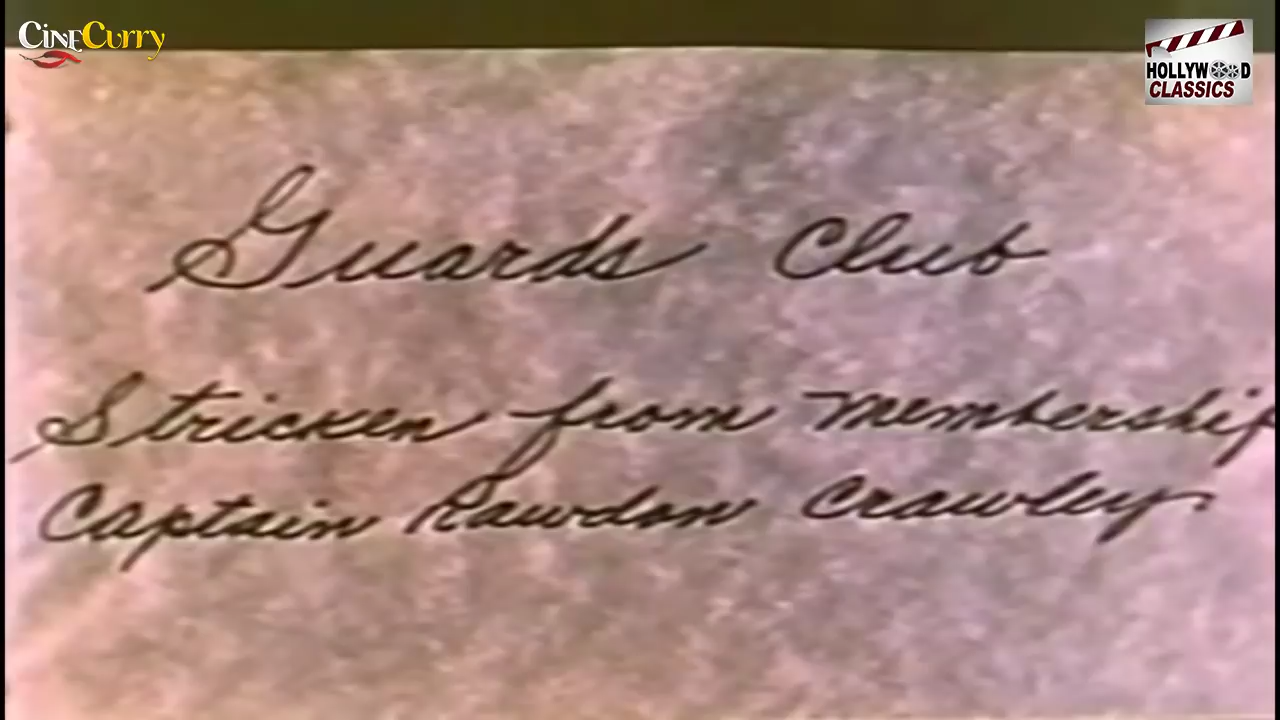 CineCurry
HOLLYWOOD
CLASSICS
Guards Club
Stricken from membership
Captain Rawdon Crawley